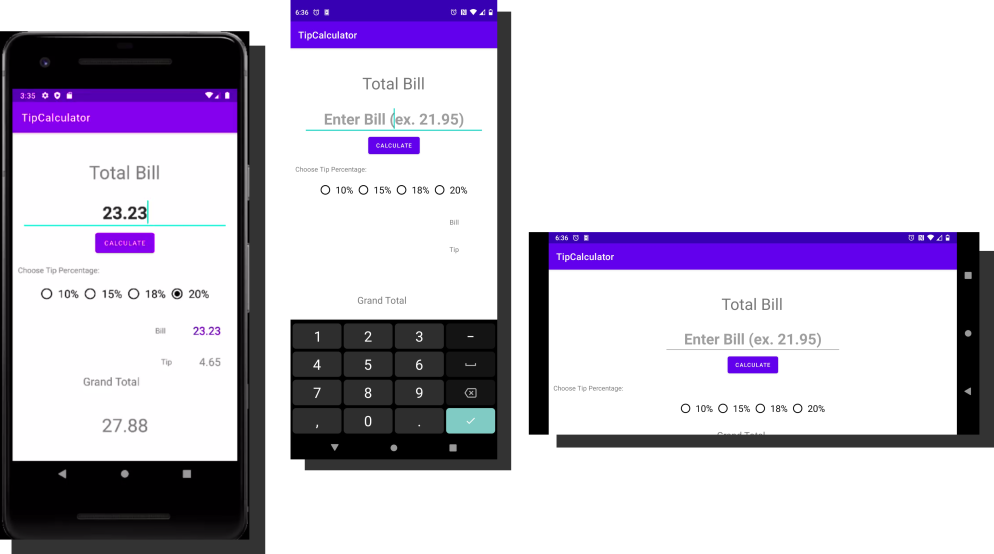 3:35
TipCalculator
Total Bill
23.23
CALCULATE
Choose Tip Percentage:
10% 15% 18% 20%
Bill 23.23
Tip 4.65
Grand Total
27.88
6:36
TipCalculator
Total Bill
Enter Bill (ex. 21.95)
CALCULATE
Choose Tip Percentage:
10% 15% 18% 20%
Bill
Tip
Grand Total
1 2 3 -
4 5 6
7 8 9
, 0 .
6:36
TipCalculator
Total Bill
Enter Bill (ex. 21.95)
CALCULATE
Choose Tip Percentage:
10% 15% 18% 20%
Grand Total